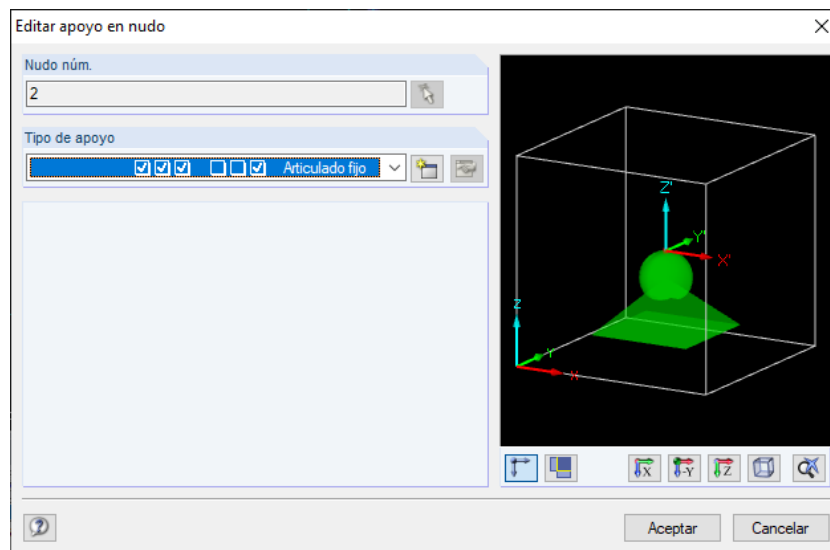 Editar apoyo en nudo
Nudo núm.
2
Tipo de apoyo
Articulado fijo
Z'
Y'
X'
Z
Y
X
X
-Y
Z
Aceptar
Cancelar